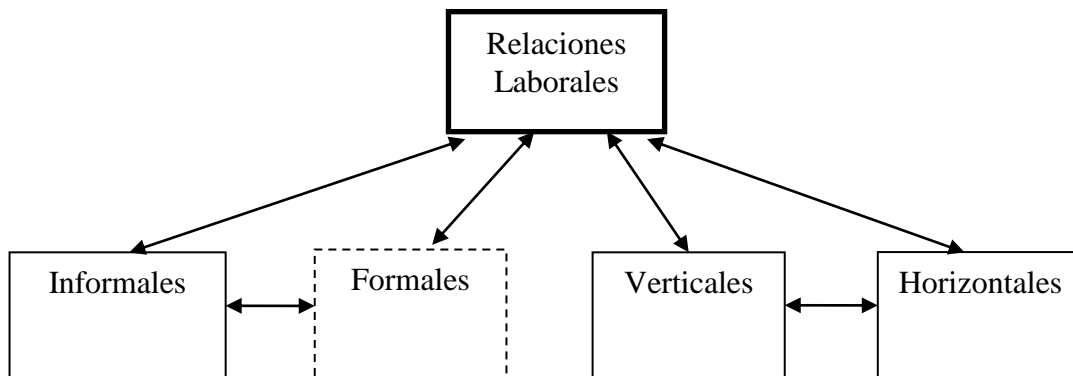 Relaciones
Laborales
Informales
Formales
Verticales
Horizontales